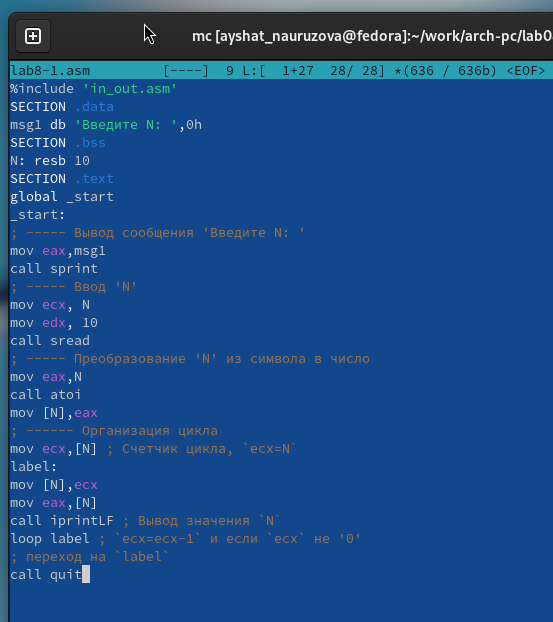 mc [ayshat_nauruzova@fedora]:~/work/arch-pc/lab0
lab8-1.asm [----] 9 L:[ 1+27 28/ 28] *(636 / 636b) <EOF>
%include 'in_out.asm'
SECTION .data
msg1 db 'Введите N: ',0h
SECTION .bss
N: resb 10
SECTION .text
global _start
_start:
; ----- Вывод сообщения 'Введите N: '
mov eax,msg1
call sprint
; ----- Ввод 'N'
mov ecx, N
mov edx, 10
call sread
; ----- Преобразование 'N' из символа в число
mov eax,N
call atoi
mov [N],eax
; ------ Организация цикла
mov ecx,[N] ; Счетчик цикла, `ecx=N`
label:
mov [N],ecx
mov eax,[N]
call iprintLF ; Вывод значения `N`
loop label ; `ecx=ecx-1` и если `ecx` не '0'
; переход на `label`
call quit